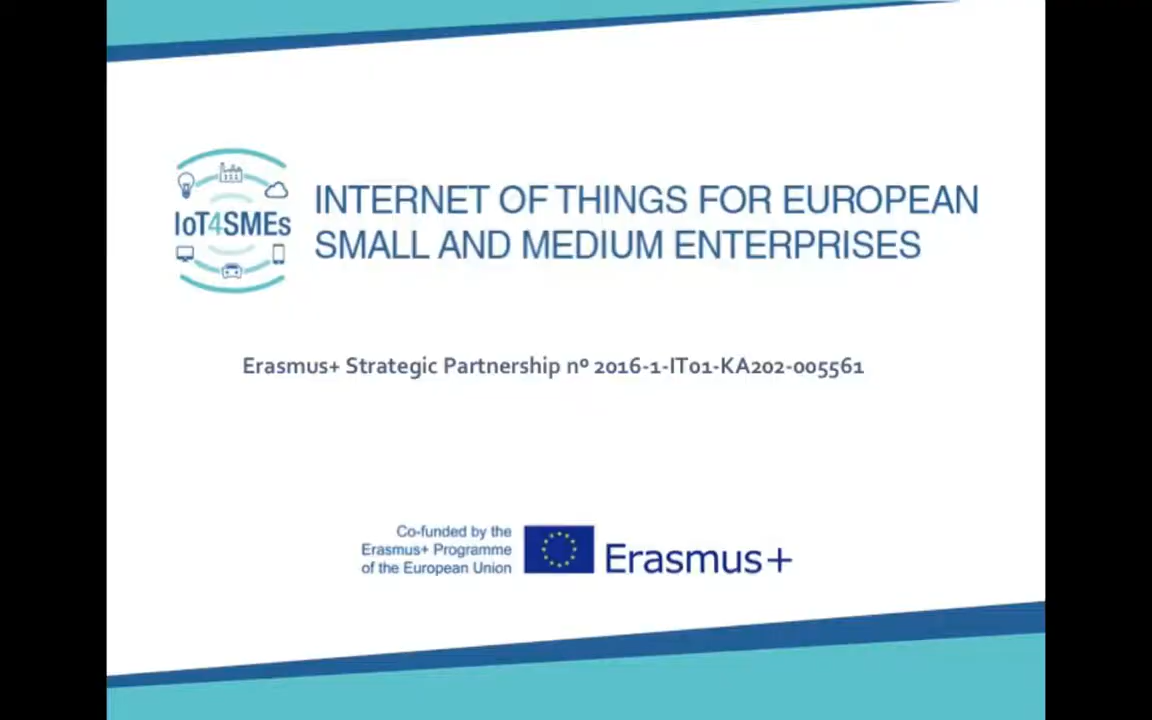 IoT4SMEs
INTERNET OF THINGS FOR EUROPEAN
SMALL AND MEDIUM ENTERPRISES
Erasmus+ Strategic Partnership nº 2016-1-IT01-KA202-005561
Co-funded by the
Erasmus+ Programme
of the European Union
Erasmus+